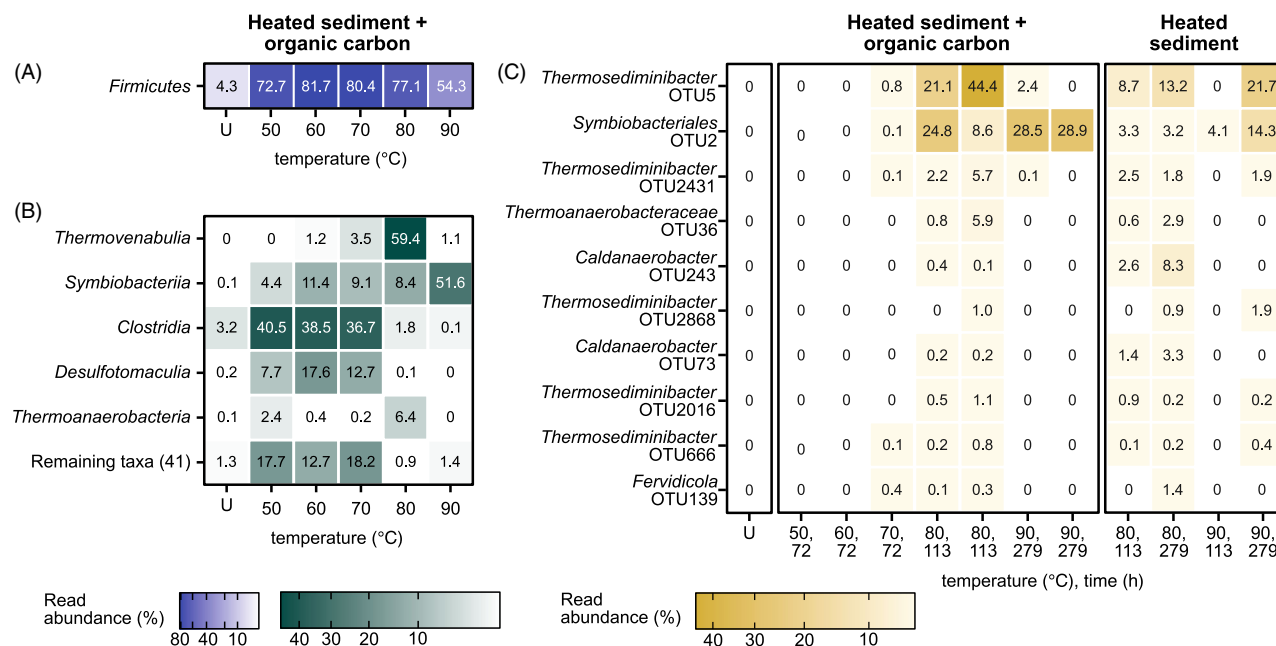 Heated sediment +
organic carbon
(A)
Firmicutes 4.3 72.7 81.7 80.4 77.1 54.3
U 50 60 70 80 90
temperature (°C)
(B)
Thermovenabulia 0 0 1.2 3.5 59.4 1.1
Symbiobacteriia 0.1 4.4 11.4 9.1 8.4 51.6
Clostridia 3.2 40.5 38.5 36.7 1.8 0.1
Desulfotomaculia 0.2 7.7 17.6 12.7 0.1 0
Thermoanaerobacteria 0.1 2.4 0.4 0.2 6.4 0
Remaining taxa (41) 1.3 17.7 12.7 18.2 0.9 1.4
U 50 60 70 80 90
temperature (°C)
Read
abundance (%)
80 40 10
40 30 20 10
Heated sediment +
organic carbon
Heated
sediment
(C)
Thermosediminibacter
OTU5 0 0 0 0.8 21.1 44.4 2.4 0 8.7 13.2 0 21.7
Symbiobacteriales
OTU2 0 0 0 0.1 24.8 8.6 28.5 28.9 3.3 3.2 4.1 14.3
Thermosediminibacter
OTU2431 0 0 0 0.1 2.2 5.7 0.1 0 2.5 1.8 0 1.9
Thermoanaerobacteraceae
OTU36 0 0 0 0 0.8 5.9 0 0 0.6 2.9 0 0
Caldanaerobacter
OTU243 0 0 0 0 0.4 0.1 0 0 2.6 8.3 0 0
Thermosediminibacter
OTU2868 0 0 0 0 0 1.0 0 0 0 0.9 0 1.9
Caldanaerobacter
OTU73 0 0 0 0 0.2 0.2 0 0 1.4 3.3 0 0
Thermosediminibacter
OTU2016 0 0 0 0 0.5 1.1 0 0 0.9 0.2 0 0.2
Thermosediminibacter
OTU666 0 0 0 0.1 0.2 0.8 0 0 0.1 0.2 0 0.4
Fervidicola
OTU139 0 0 0 0.4 0.1 0.3 0 0 0 1.4 0 0
U 50, 60, 70, 80, 80, 90, 90, 80, 80, 90, 90,
72 72 72 113 113 279 279 113 279 113 279
temperature (°C), time (h)
Read
abundance (%)
40 30 20 10